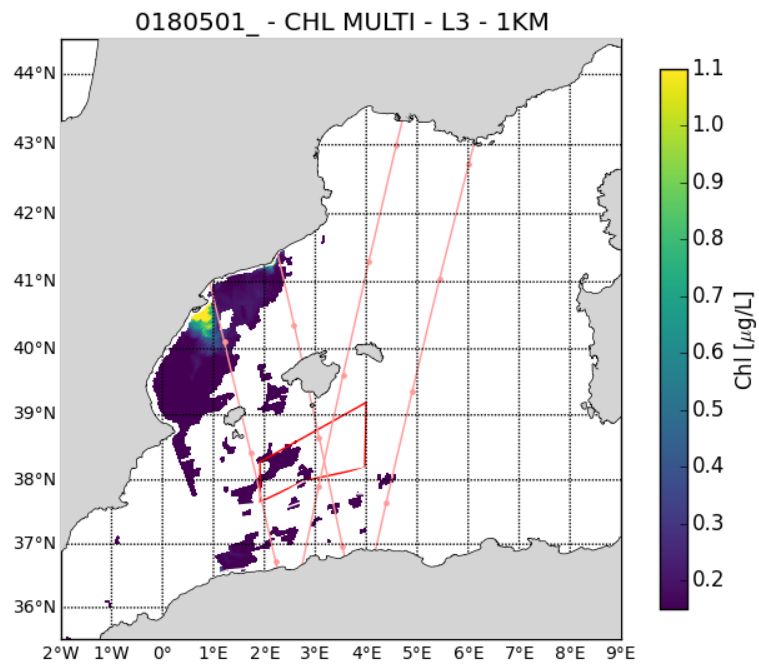 0180501_ - CHL MULTI - L3 - 1KM
44°N
43°N
42°N
41°N
40°N
39°N
38°N
37°N
36°N
2°W 1°W 0° 1°E 2°E 3°E 4°E 5°E 6°E 7°E 8°E 9°E
1.1
1.0
0.9
0.8
0.7
0.6
0.5
0.4
0.3
0.2
Chl [μg/L]